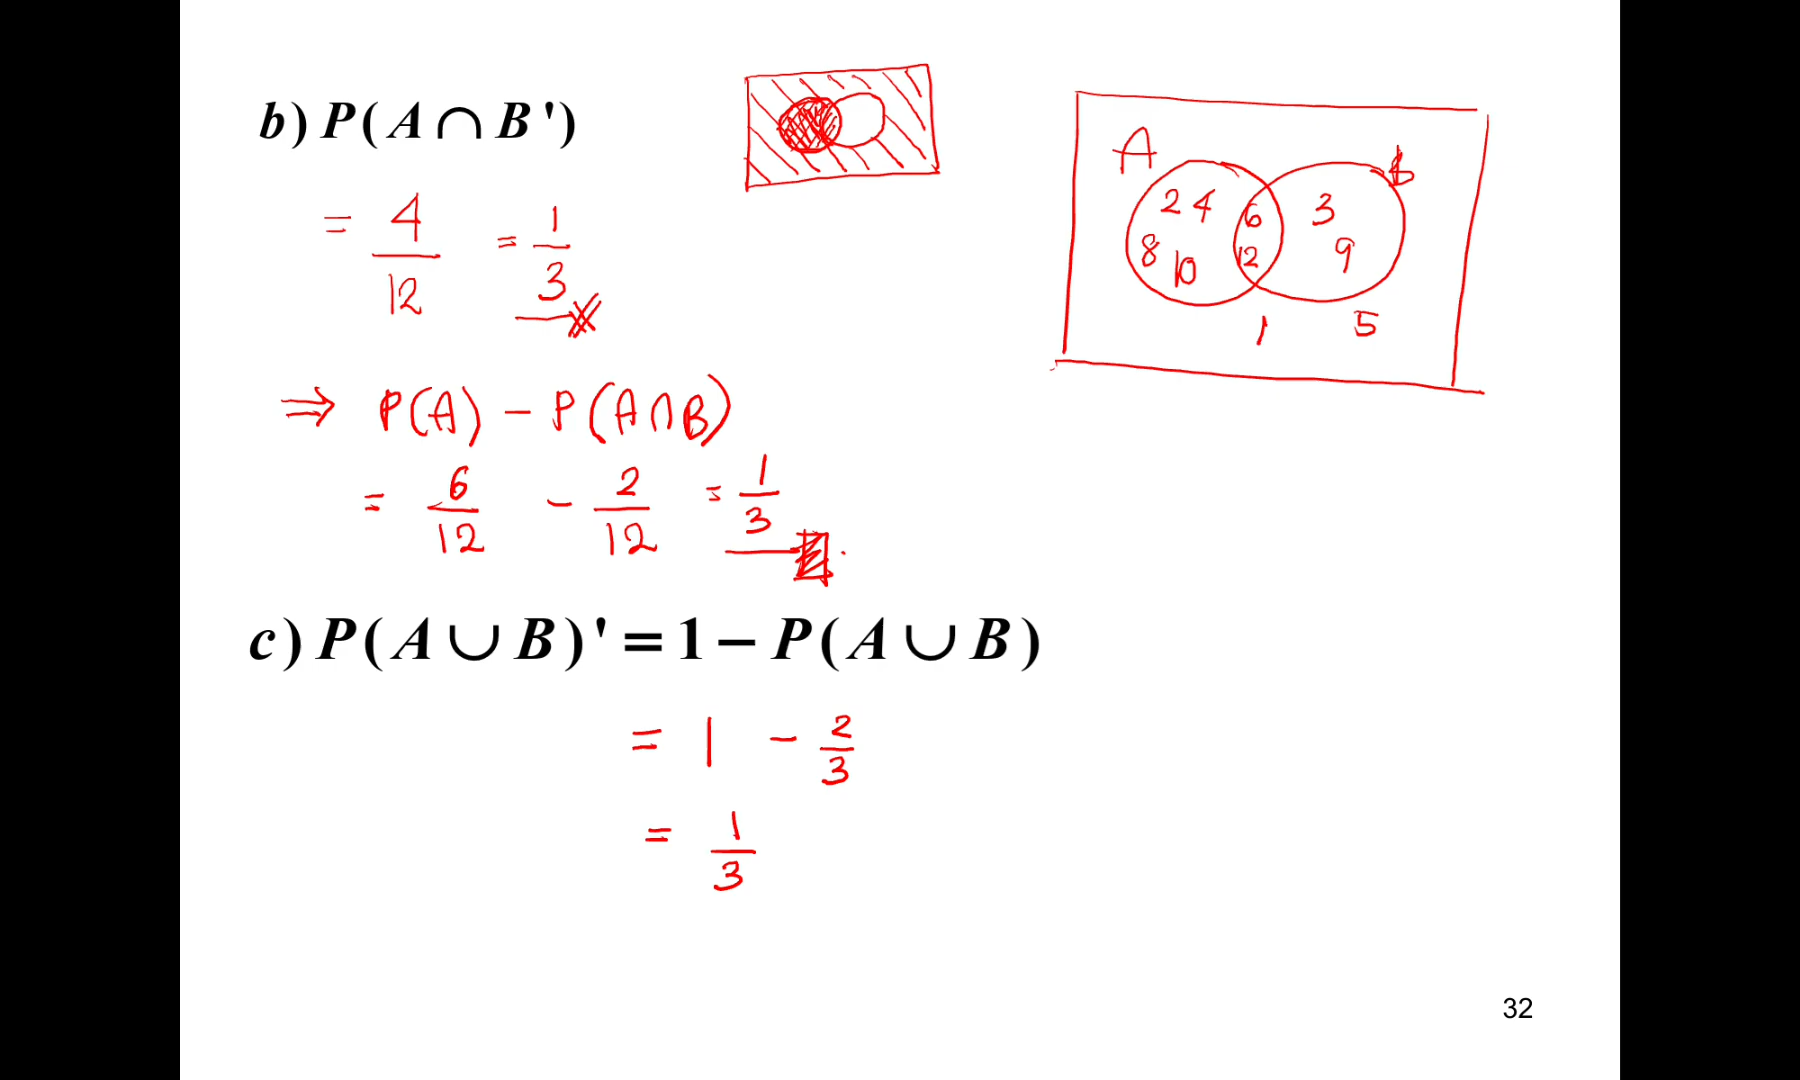 b) P(A ∩ B')
= 4/12 = 1/3
⇒ P(A) - P(A∩B)
= 6/12 - 2/12 = 1/3
A B
2 4 6 3
8 10 12 9
1 5
c) P(A ∪ B)' = 1 – P(A ∪ B)
= 1 - 2/3
= 1/3
32